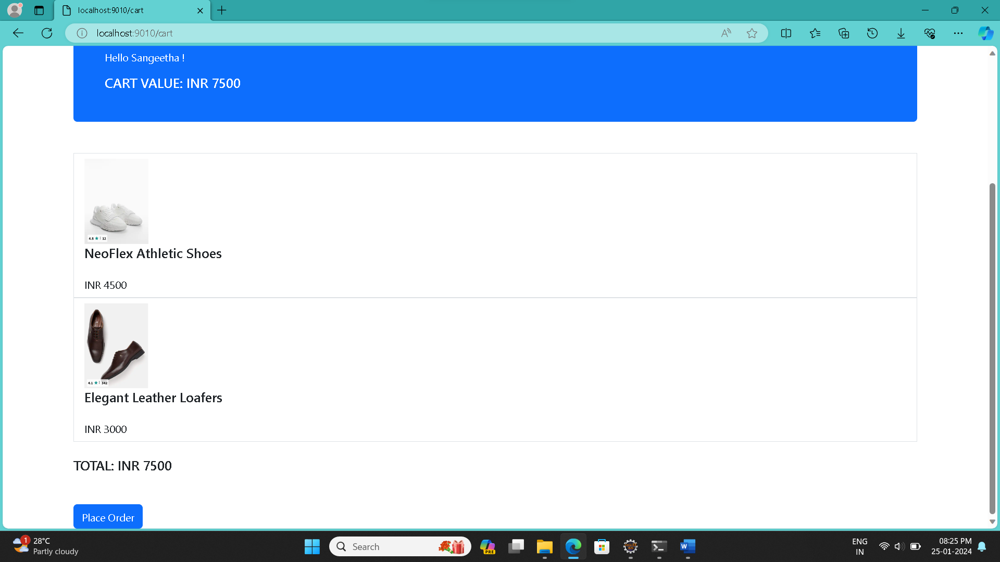 localhost:9010/cart
localhost:9010/cart
Hello Sangeetha !
CART VALUE: INR 7500
4.8 ★ | 12
NeoFlex Athletic Shoes
INR 4500
4.1 ★ | 342
Elegant Leather Loafers
INR 3000
TOTAL: INR 7500
Place Order
1
28°C
Partly cloudy
Search
PRE
W
ENG
IN
08:25 PM
25-01-2024